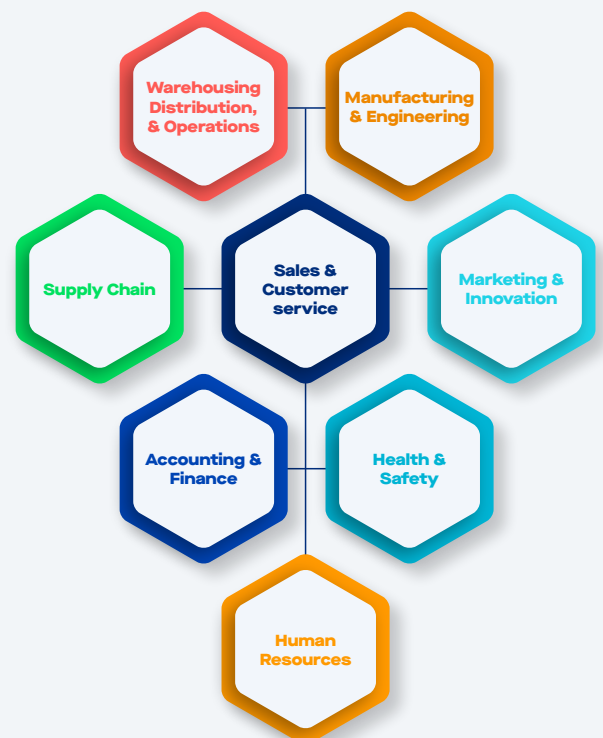 Warehousing
Distribution,
& Operations
Manufacturing
& Engineering
Supply Chain
Sales &
Customer
service
Marketing &
Innovation
Accounting &
Finance
Health &
Safety
Human
Resources